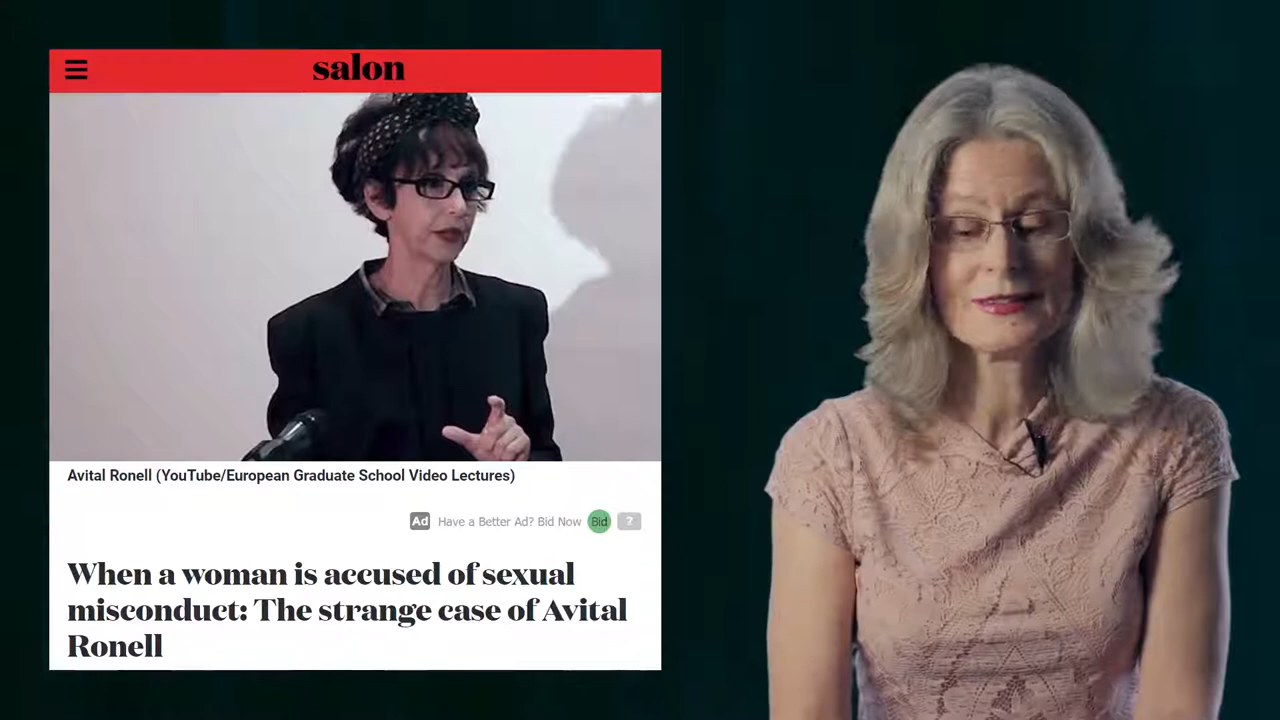 salon
Avital Ronell (YouTube/European Graduate School Video Lectures)
Ad Have a Better Ad? Bid Now Bid ?
When a woman is accused of sexual
misconduct: The strange case of Avital
Ronell